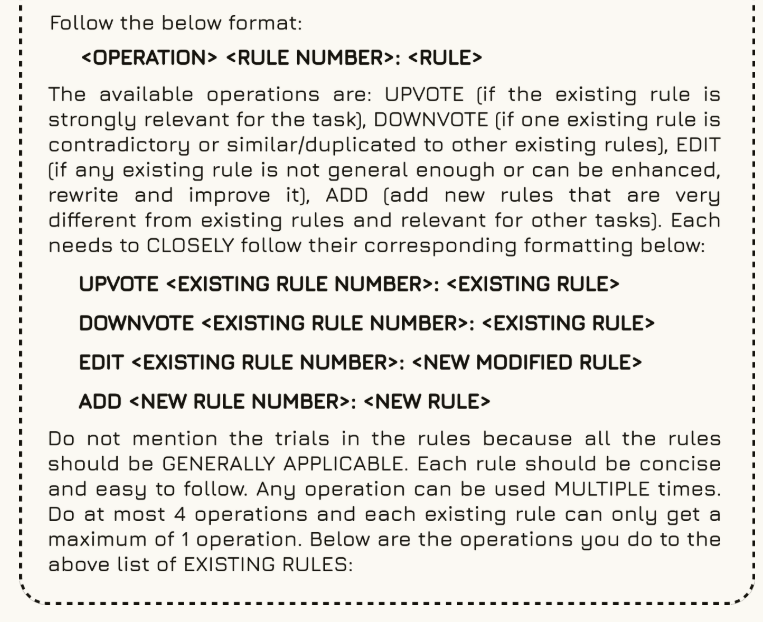 Follow the below format:
<OPERATION> <RULE NUMBER>: <RULE>
The available operations are: UPVOTE (if the existing rule is
strongly relevant for the task), DOWNVOTE (if one existing rule is
contradictory or similar/duplicated to other existing rules), EDIT
(if any existing rule is not general enough or can be enhanced,
rewrite and improve it), ADD (add new rules that are very
different from existing rules and relevant for other tasks). Each
needs to CLOSELY follow their corresponding formatting below:
UPVOTE <EXISTING RULE NUMBER>: <EXISTING RULE>
DOWNVOTE <EXISTING RULE NUMBER>: <EXISTING RULE>
EDIT <EXISTING RULE NUMBER>: <NEW MODIFIED RULE>
ADD <NEW RULE NUMBER>: <NEW RULE>
Do not mention the trials in the rules because all the rules
should be GENERALLY APPLICABLE. Each rule should be concise
and easy to follow. Any operation can be used MULTIPLE times.
Do at most 4 operations and each existing rule can only get a
maximum of 1 operation. Below are the operations you do to the
above list of EXISTING RULES: